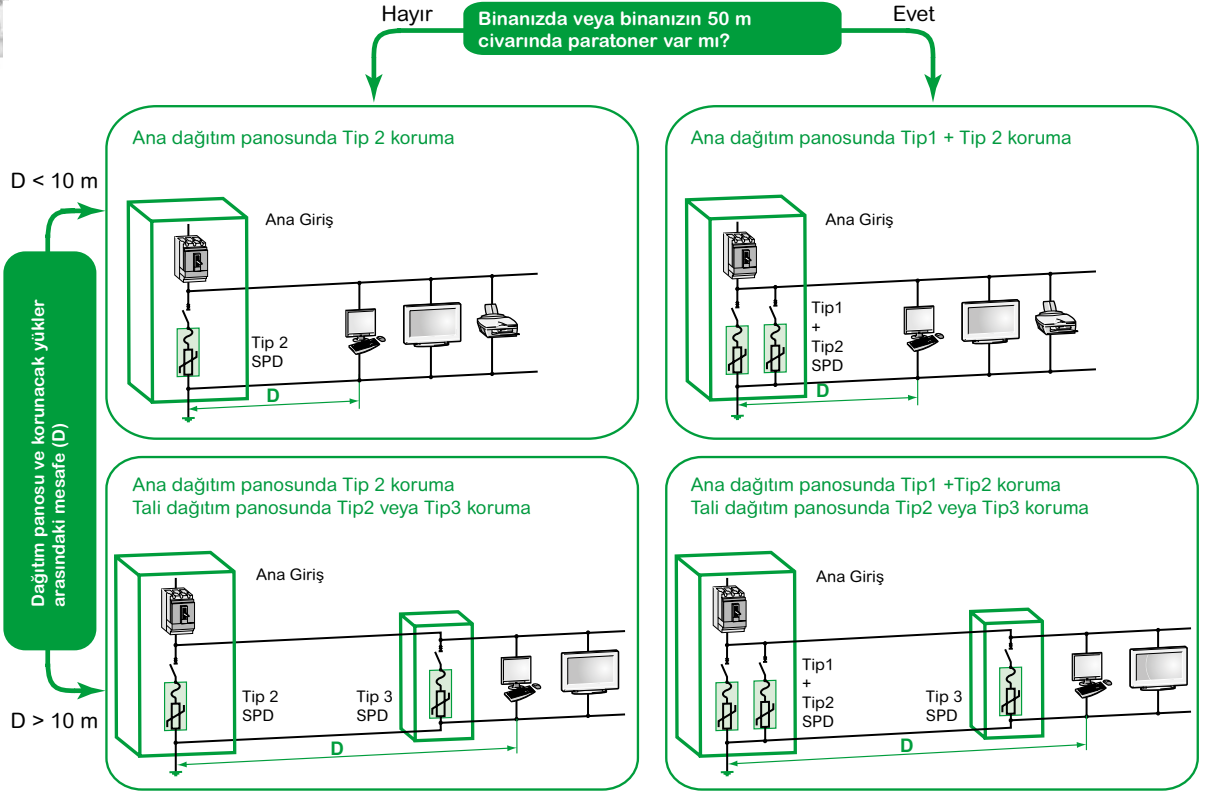 Hayır
Binanızda veya binanızın 50 m
civarında paratoner var mı?
Evet
D < 10 m
Dağıtım panosu ve korunacak yükler
arasındaki mesafe (D)
D > 10 m
Ana dağıtım panosunda Tip 2 koruma
Ana Giriş
Tip 2
SPD
D
Ana dağıtım panosunda Tip1 + Tip 2 koruma
Ana Giriş
Tip1
+
Tip2
SPD
D
Ana dağıtım panosunda Tip 2 koruma
Tali dağıtım panosunda Tip2 veya Tip3 koruma
Ana Giriş
Tip 2
SPD
Tip 3
SPD
D
Ana dağıtım panosunda Tip1 +Tip2 koruma
Tali dağıtım panosunda Tip2 veya Tip3 koruma
Ana Giriş
Tip1
+
Tip2
SPD
Tip 3
SPD
D